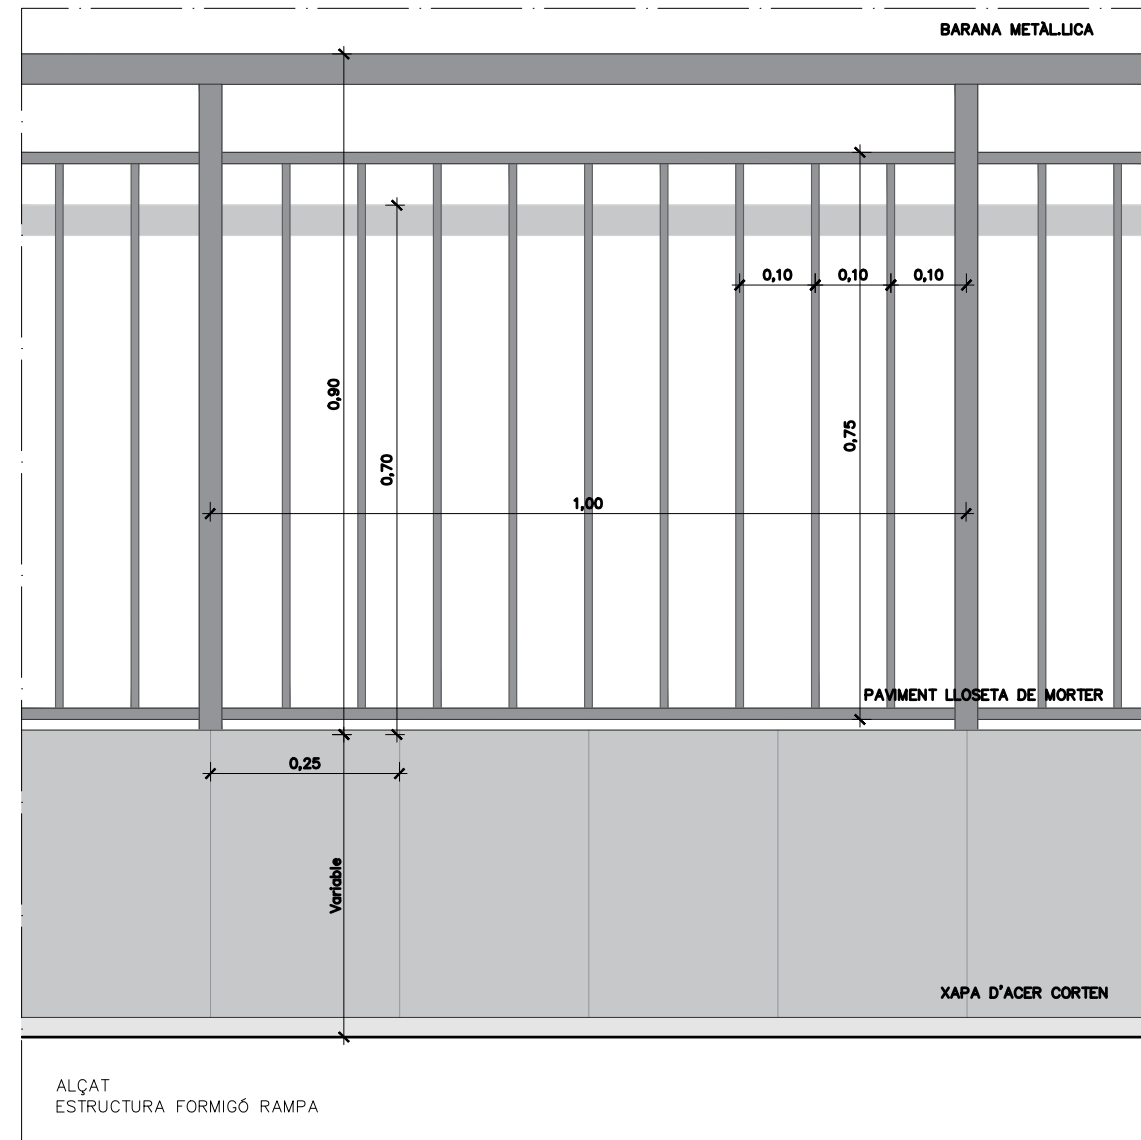 BARANA METÀL.LICA
0,10 0,10 0,10
0,90
0,75
0,70
1,00
PAVIMENT LLOSETA DE MORTER
0,25
Variable
XAPA D'ACER CORTEN
ALÇAT
ESTRUCTURA FORMIGÓ RAMPA